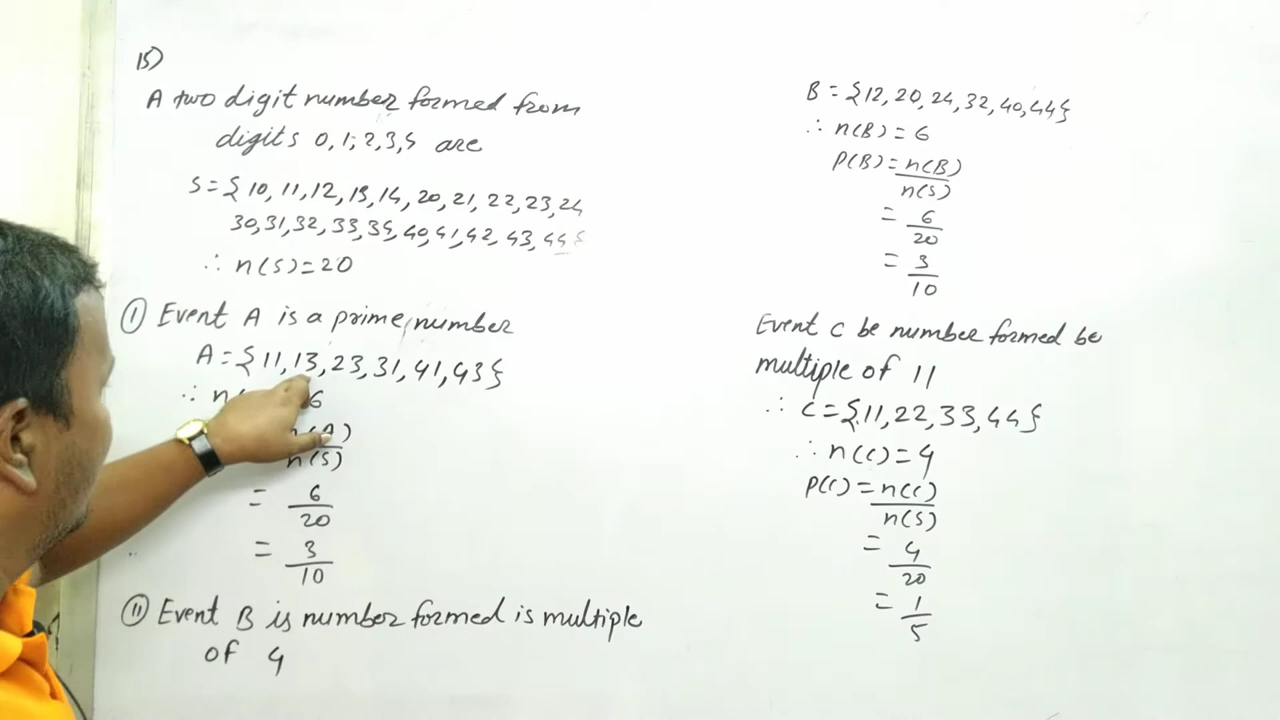 15)
A two digit number formed from
digits 0, 1, 2, 3, 4 are
S = { 10, 11, 12, 13, 14, 20, 21, 22, 23, 24
30, 31, 32, 33, 34, 40, 41, 42, 43, 44 }
∴ n(S) = 20
I Event A is a prime number
A = { 11, 13, 23, 31, 41, 43 }
∴ n( 6
n(A)
n(S)
= 6
20
= 3
10
II Event B is number formed is multiple
of 4
B = { 12, 20, 24, 32, 40, 44 }
∴ n(B) = 6
P(B) = n(B)
n(S)
= 6
20
= 3
10
Event C be number formed be
multiple of 11
∴ C = { 11, 22, 33, 44 }
∴ n(C) = 4
P(C) = n(C)
n(S)
= 4
20
= 1
5